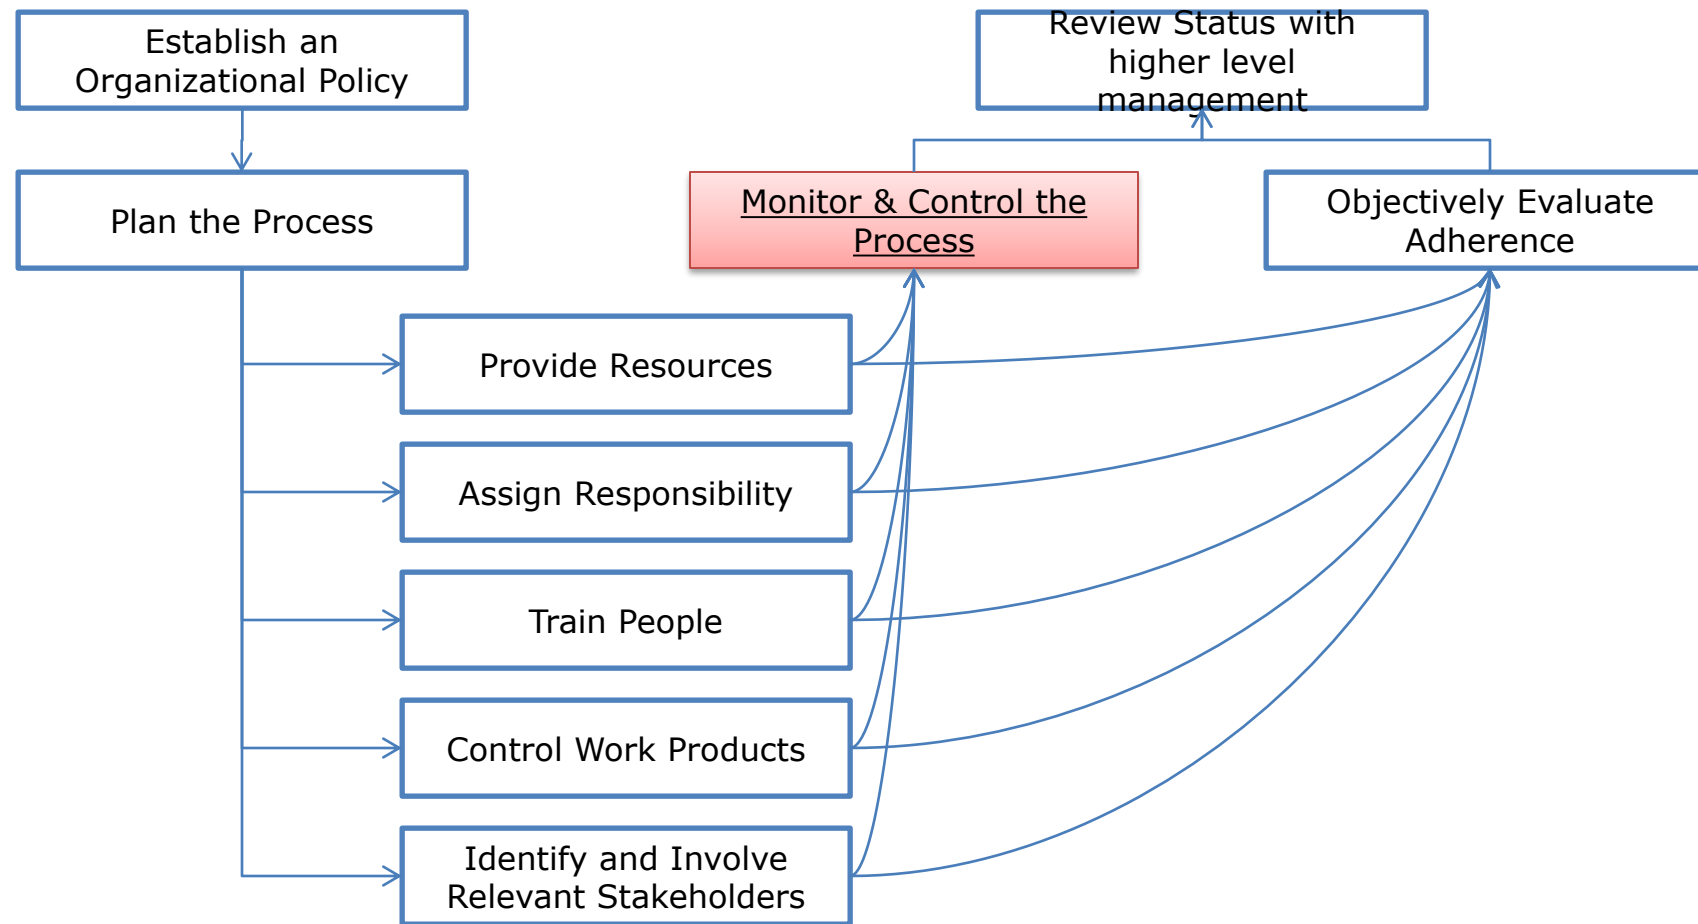 Establish an
Organizational Policy
Review Status with
higher level
management
Plan the Process
Monitor & Control the
Process
Objectively Evaluate
Adherence
Provide Resources
Assign Responsibility
Train People
Control Work Products
Identify and Involve
Relevant Stakeholders